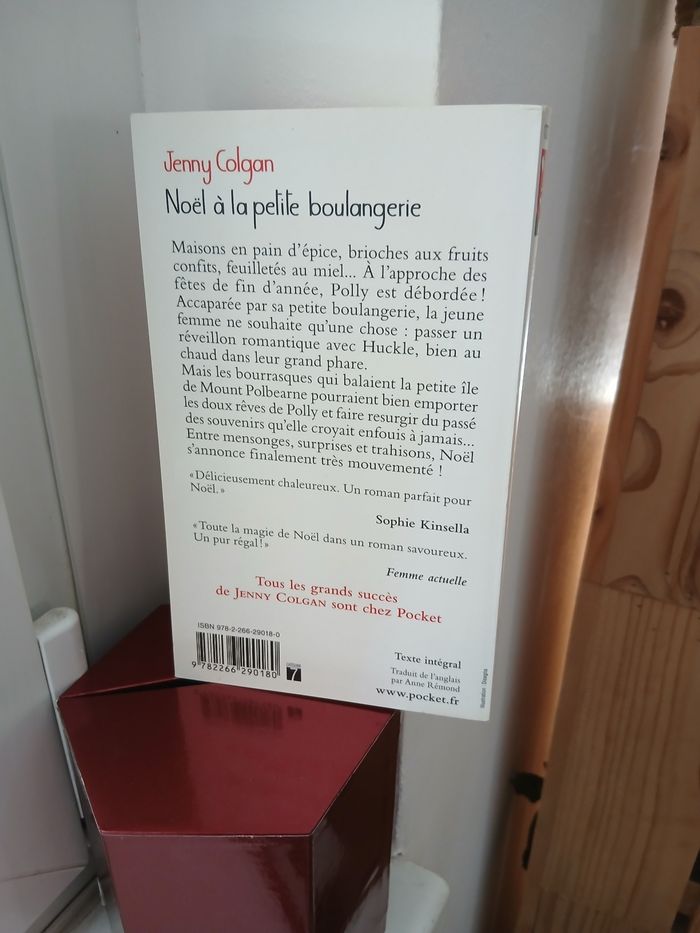 Jenny Colgan
Noël à la petite boulangerie
Maisons en pain d'épice, brioches aux fruits
confits, feuilletés au miel... À l'approche des
fêtes de fin d'année, Polly est débordée !
Accaparée par sa petite boulangerie, la jeune
femme ne souhaite qu'une chose : passer un
réveillon romantique avec Huckle, bien au
chaud dans leur grand phare.
Mais les bourrasques qui balaient la petite île
de Mount Polbearne pourraient bien emporter
les doux rêves de Polly et faire resurgir du passé
des souvenirs qu'elle croyait enfouis à jamais...
Entre mensonges, surprises et trahisons, Noël
s'annonce finalement très mouvementé !
« Délicieusement chaleureux. Un roman parfait pour
Noël. »
Sophie Kinsella
« Toute la magie de Noël dans un roman savoureux.
Un pur régal ! »
Femme actuelle
Tous les grands succès
de JENNY COLGAN sont chez Pocket
ISBN 978-2-266-29018-0
9 782266 290180
7
Texte intégral
Traduit de l'anglais
par Anne Rémond
www.pocket.fr